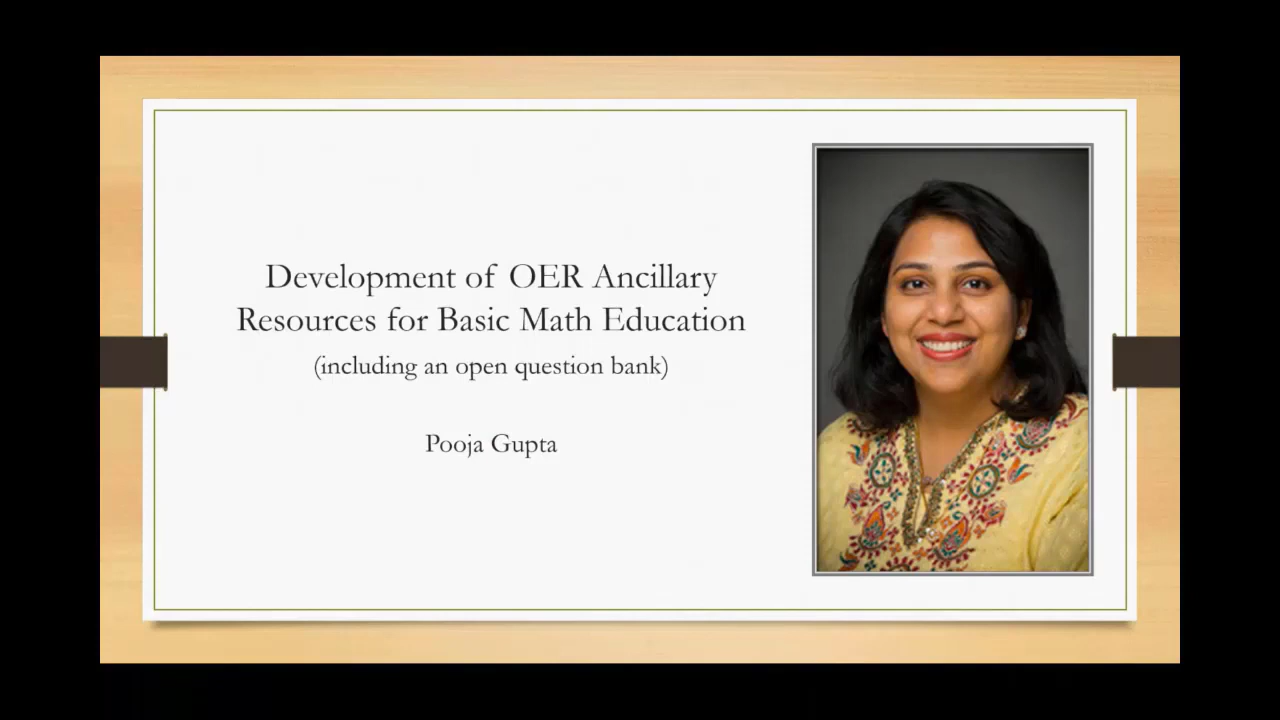 Development of OER Ancillary
Resources for Basic Math Education
(including an open question bank)
Pooja Gupta